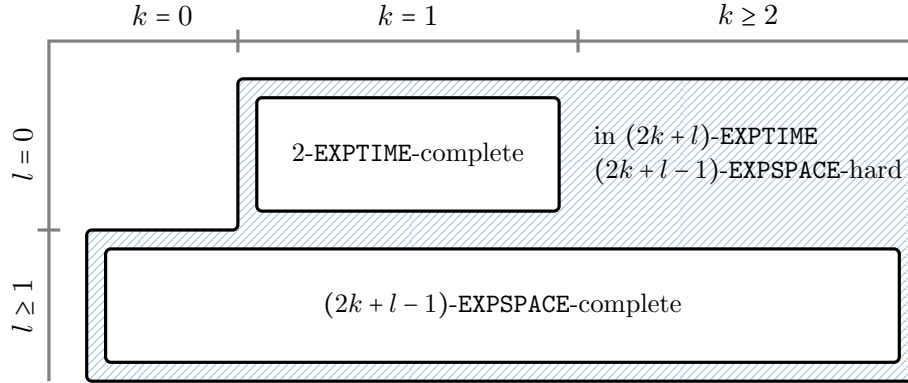 k = 0
k = 1
k ≥ 2
l = 0
2-EXPTIME-complete
in (2k + l)-EXPTIME
(2k + l − 1)-EXPSPACE-hard
l ≥ 1
(2k + l − 1)-EXPSPACE-complete